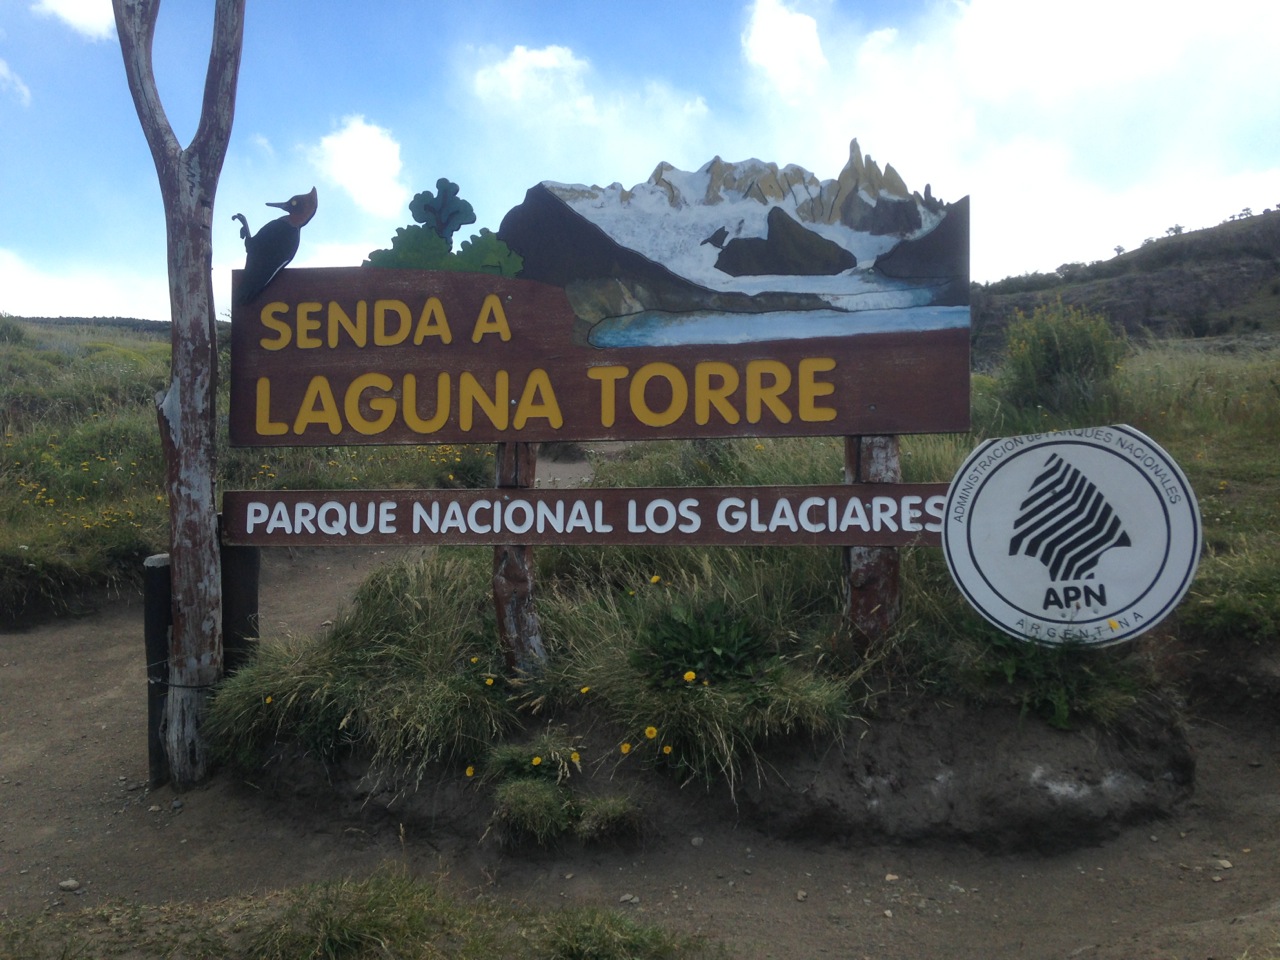 SENDA A
LAGUNA TORRE
PARQUE NACIONAL LOS GLACIARES
ADMINISTRACION de PARQUES NACIONALES
APN
ARGENTINA